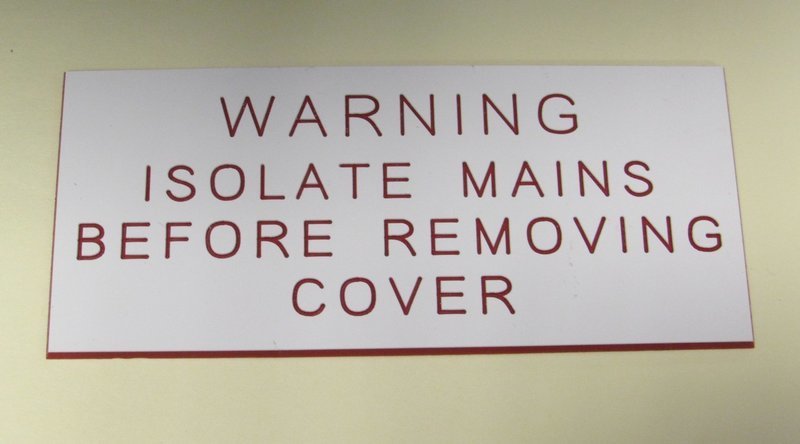 WARNING
ISOLATE MAINS
BEFORE REMOVING
COVER